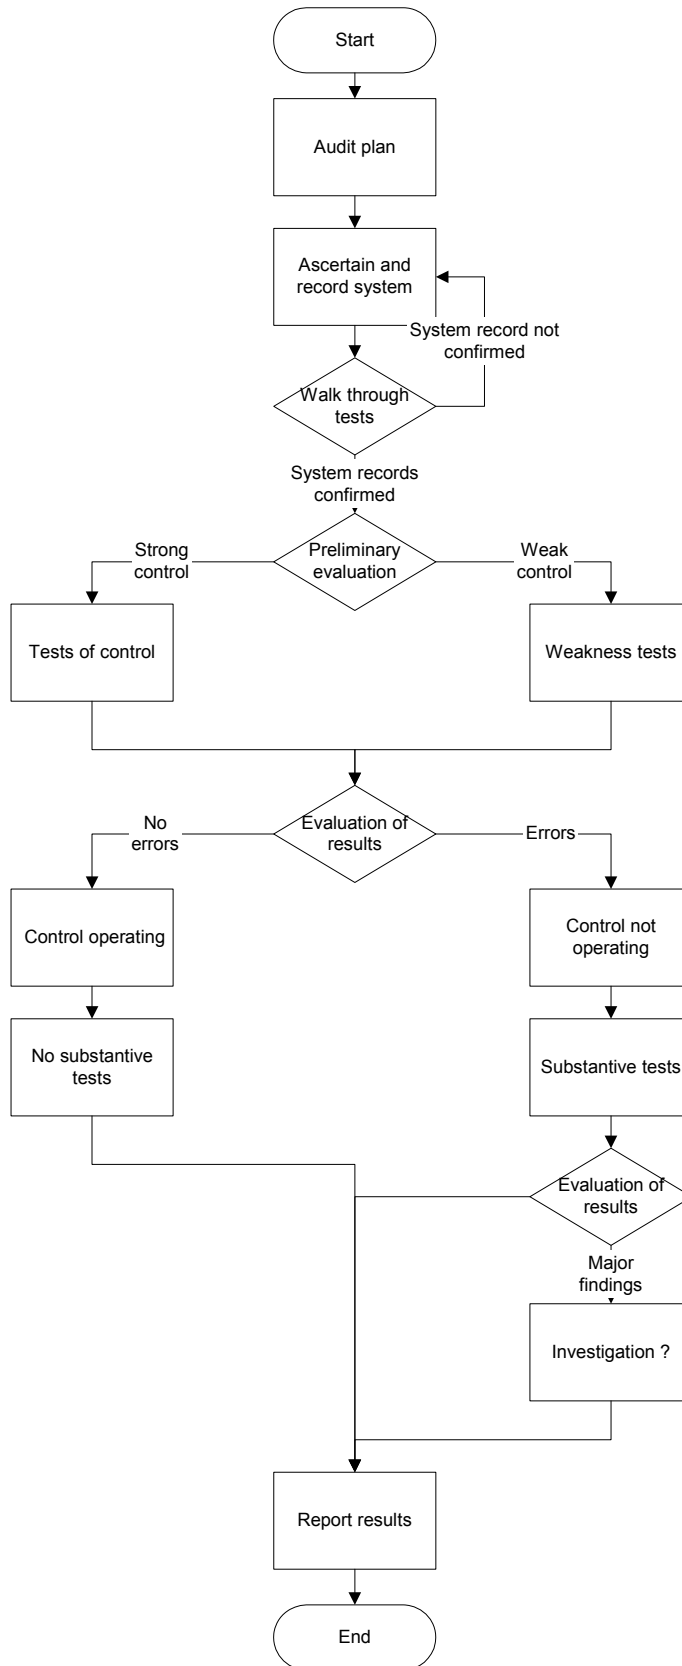 Start
Audit plan
Ascertain and
record system
System record not
confirmed
Walk through
tests
System records
confirmed
Strong
control
Preliminary
evaluation
Weak
control
Tests of control
Weakness tests
No
errors
Evaluation of
results
Errors
Control operating
Control not
operating
No substantive
tests
Substantive tests
Evaluation of
results
Major
findings
Investigation ?
Report results
End